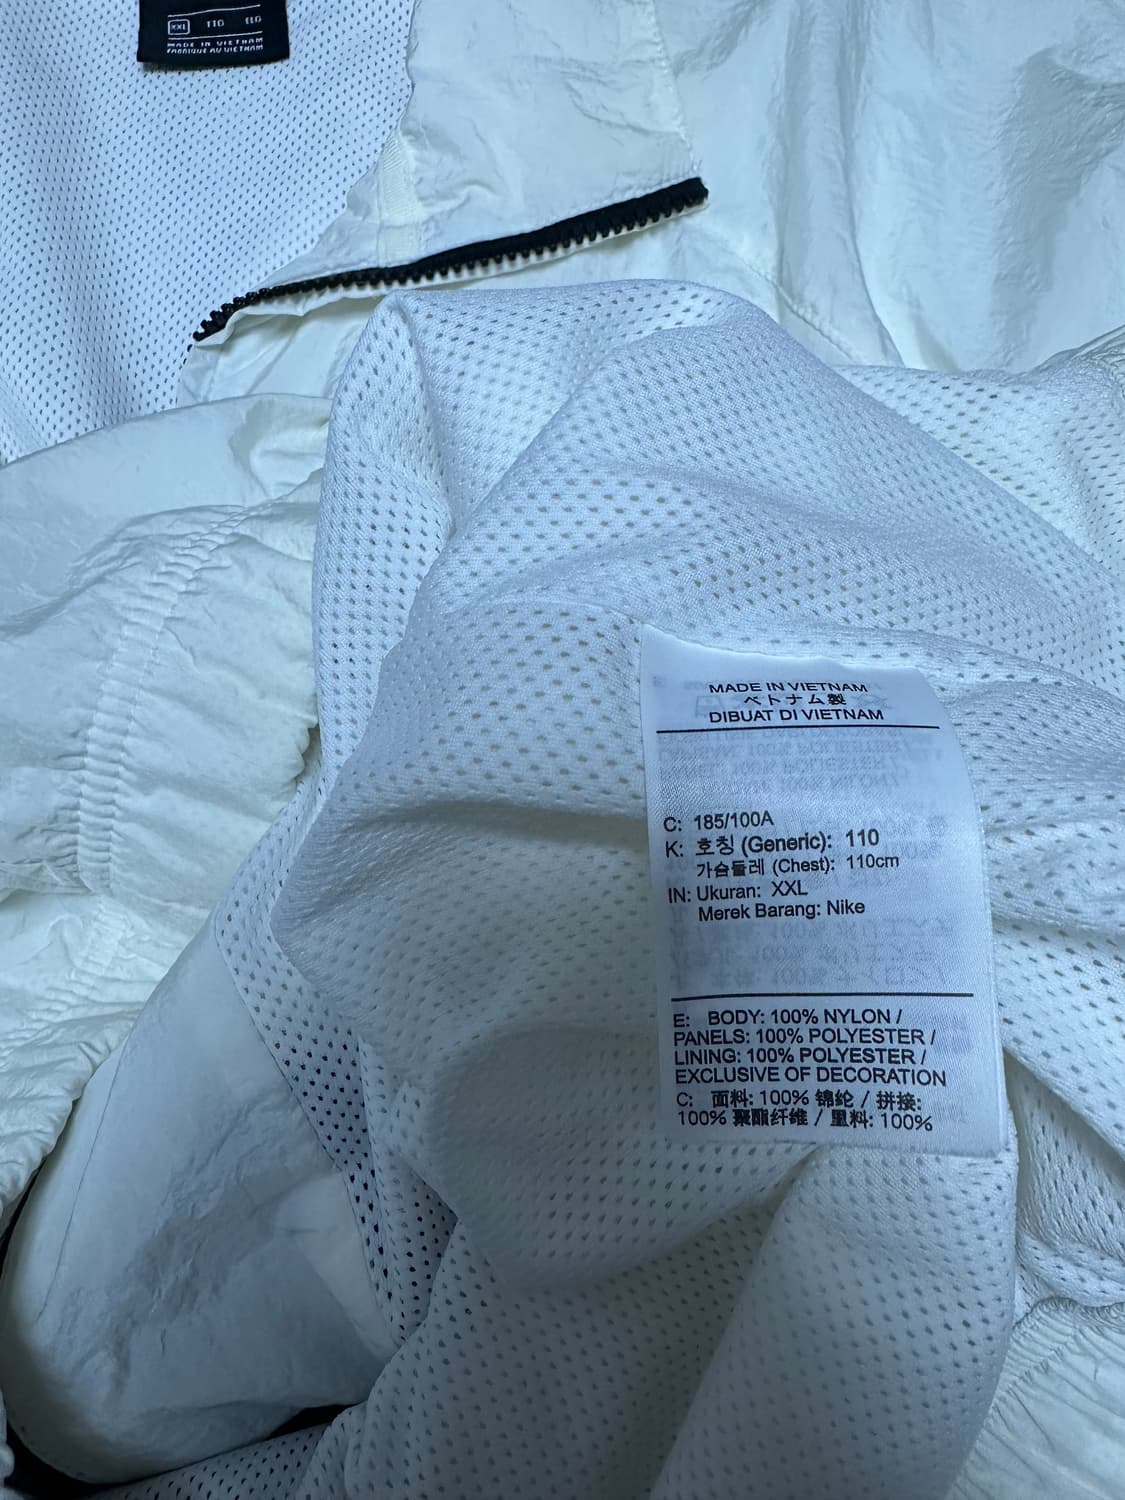 XXL 110
MADE IN VIETNAM
FABRIQUÉ AU VIETNAM
MADE IN VIETNAM
ベトナム製
DIBUAT DI VIETNAM
C: 185/100A
K: 호칭 (Generic): 110
가슴둘레 (Chest): 110cm
IN: Ukuran: XXL
Merek Barang: Nike
E: BODY: 100% NYLON /
PANELS: 100% POLYESTER /
LINING: 100% POLYESTER /
EXCLUSIVE OF DECORATION
C: 面料: 100% 锦纶 / 拼接:
100% 聚酯纤维 / 里料: 100%